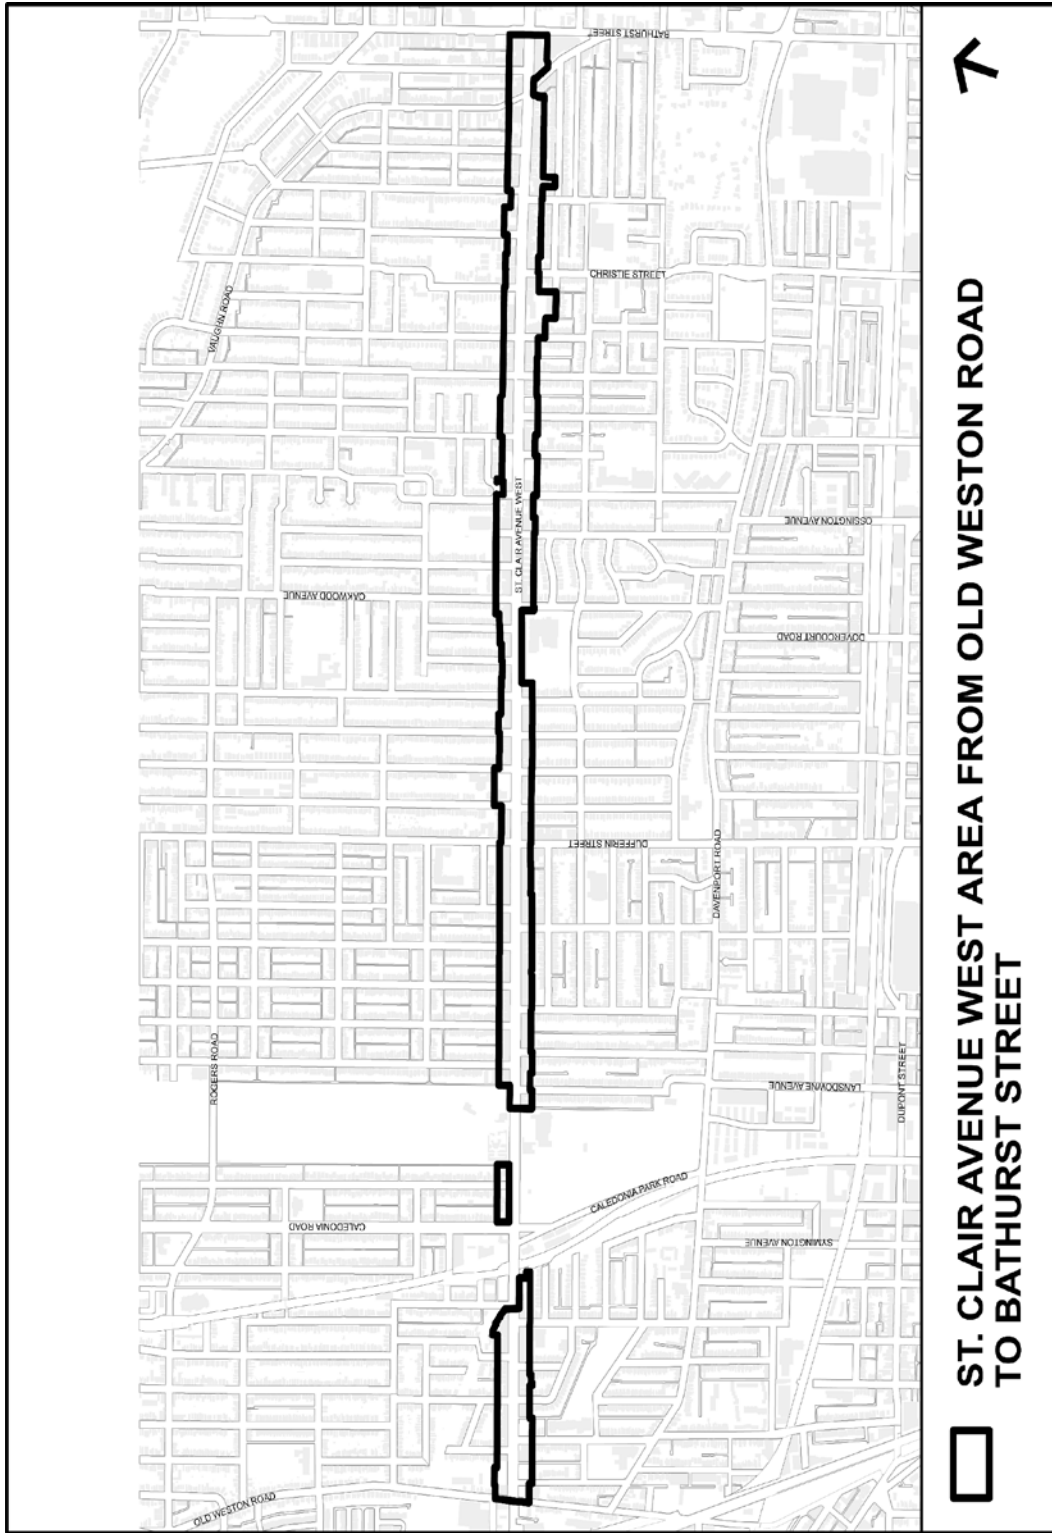 BATHURST STREET
VAUGHN ROAD
CHRISTIE STREET
ST. CLAIR AVENUE WEST
OSSINGTON AVENUE
OAKWOOD AVENUE
DOVERCOURT ROAD
DUFFERIN STREET
DAVENPORT ROAD
ROGERS ROAD
LANSDOWNE AVENUE
DUPONT STREET
CALEDONIA PARK ROAD
CALEDONIA ROAD
SYMINGTON AVENUE
OLD WESTON ROAD
ST. CLAIR AVENUE WEST AREA FROM OLD WESTON ROAD
TO BATHURST STREET